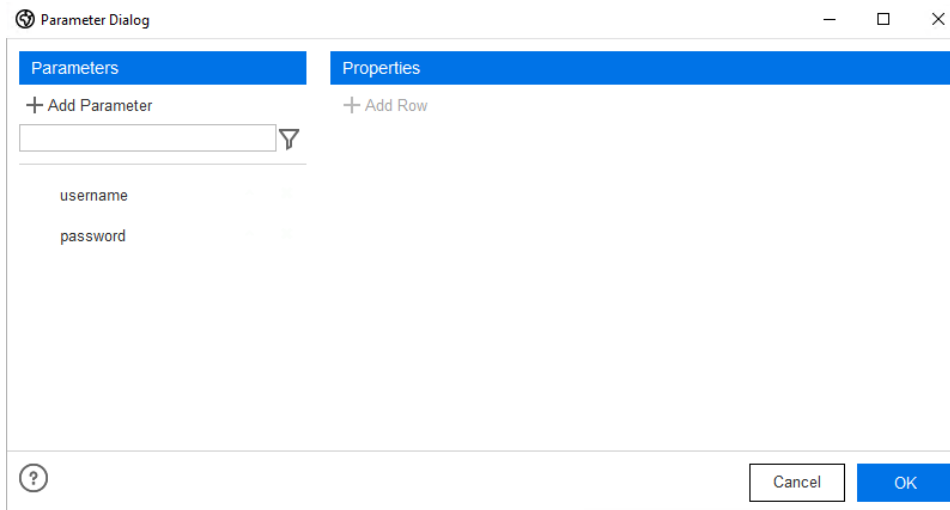 Parameter Dialog
Parameters
Properties
Add Parameter
Add Row
username
password
?
Cancel
OK